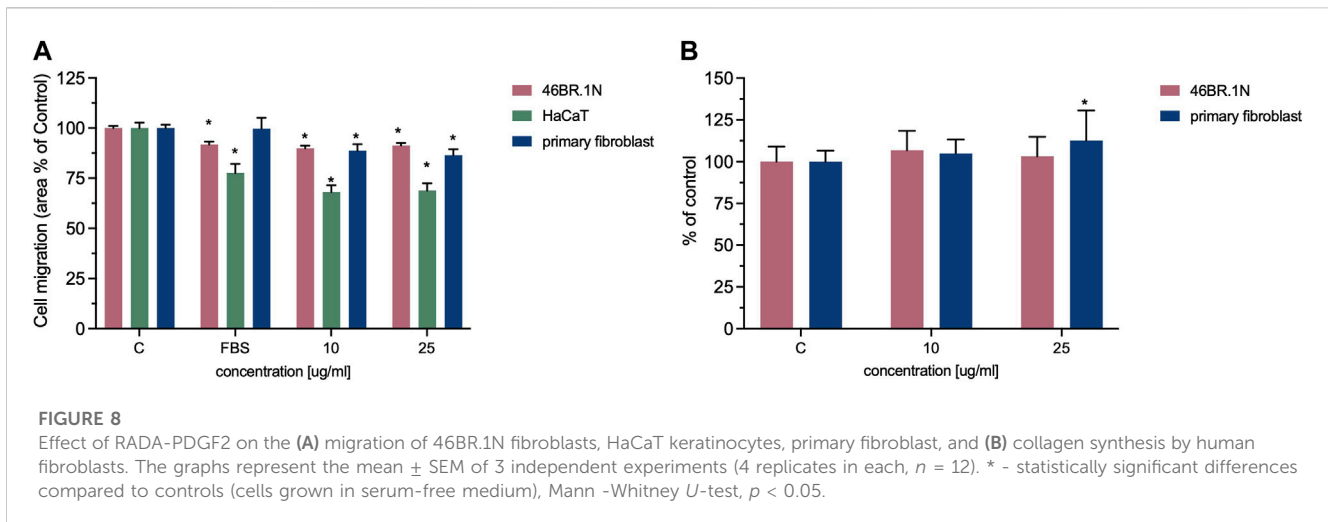 A
125
100
75
50
25
0
Cell migration (area % of Control)
* * * * * * *
C FBS 10 25
concentration [ug/ml]
46BR.1N
HaCaT
primary fibroblast
B
150
125
100
75
50
25
0
% of control
*
C 10 25
concentration [ug/ml]
46BR.1N
primary fibroblast
FIGURE 8
Effect of RADA-PDGF2 on the (A) migration of 46BR.1N fibroblasts, HaCaT keratinocytes, primary fibroblast, and (B) collagen synthesis by human
fibroblasts. The graphs represent the mean ± SEM of 3 independent experiments (4 replicates in each, n = 12). * - statistically significant differences
compared to controls (cells grown in serum-free medium), Mann -Whitney U-test, p < 0.05.